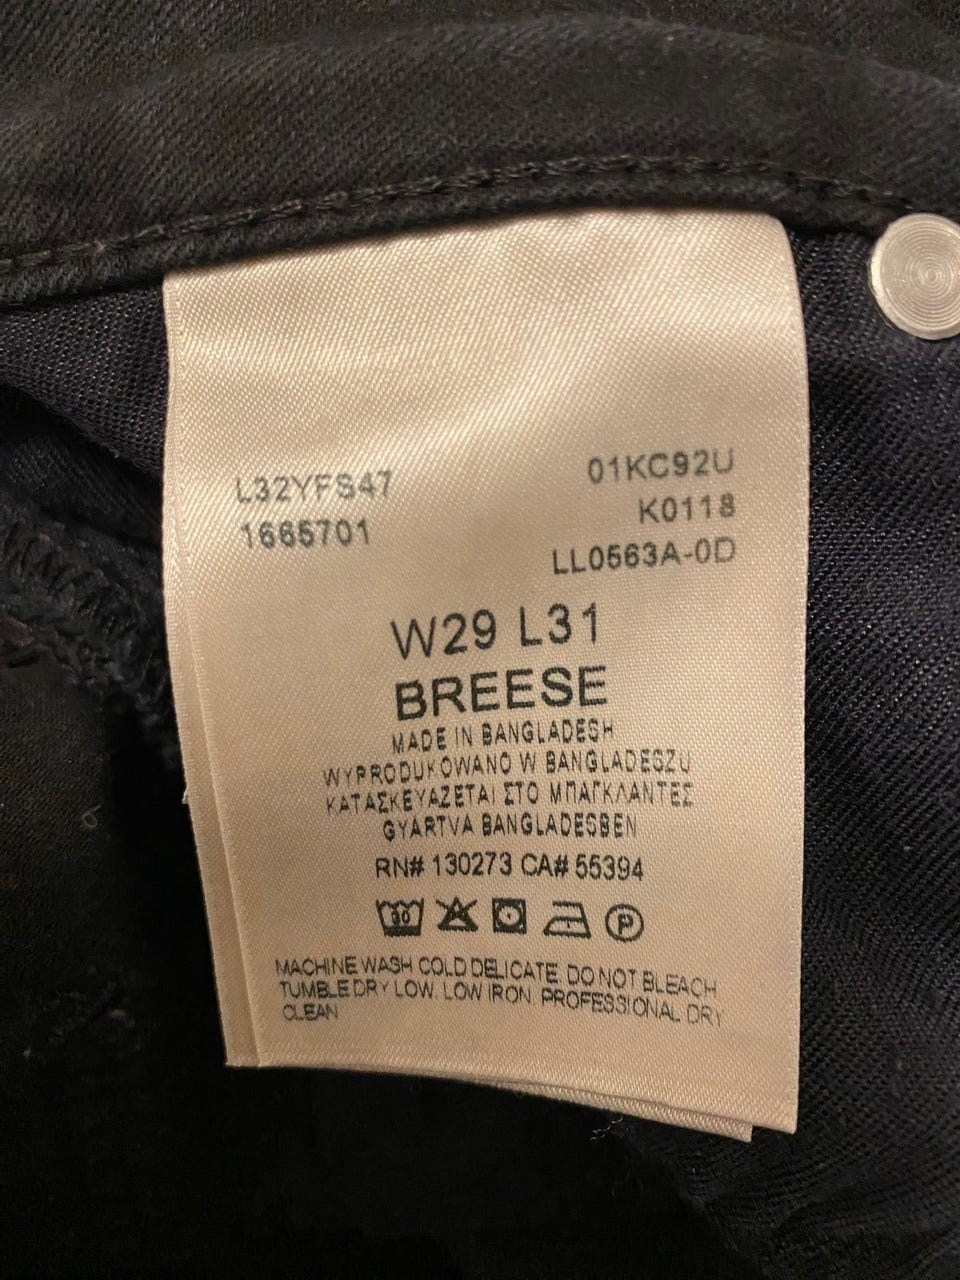 L32YFS47
1665701
01KC92U
K0118
LL0563A-0D
W29 L31
BREESE
MADE IN BANGLADESH
WYPRODUKOWANO W BANGLADESZU
ΚΑΤΑΣΚΕΥΑΖΕΤΑΙ ΣΤΟ ΜΠΑΓΚΛΑΝΤΕΣ
GYARTVA BANGLADESBEN
RN# 130273 CA# 55394
30 P
MACHINE WASH COLD DELICATE. DO NOT BLEACH
TUMBLE DRY LOW. LOW IRON. PROFESSIONAL DRY
CLEAN